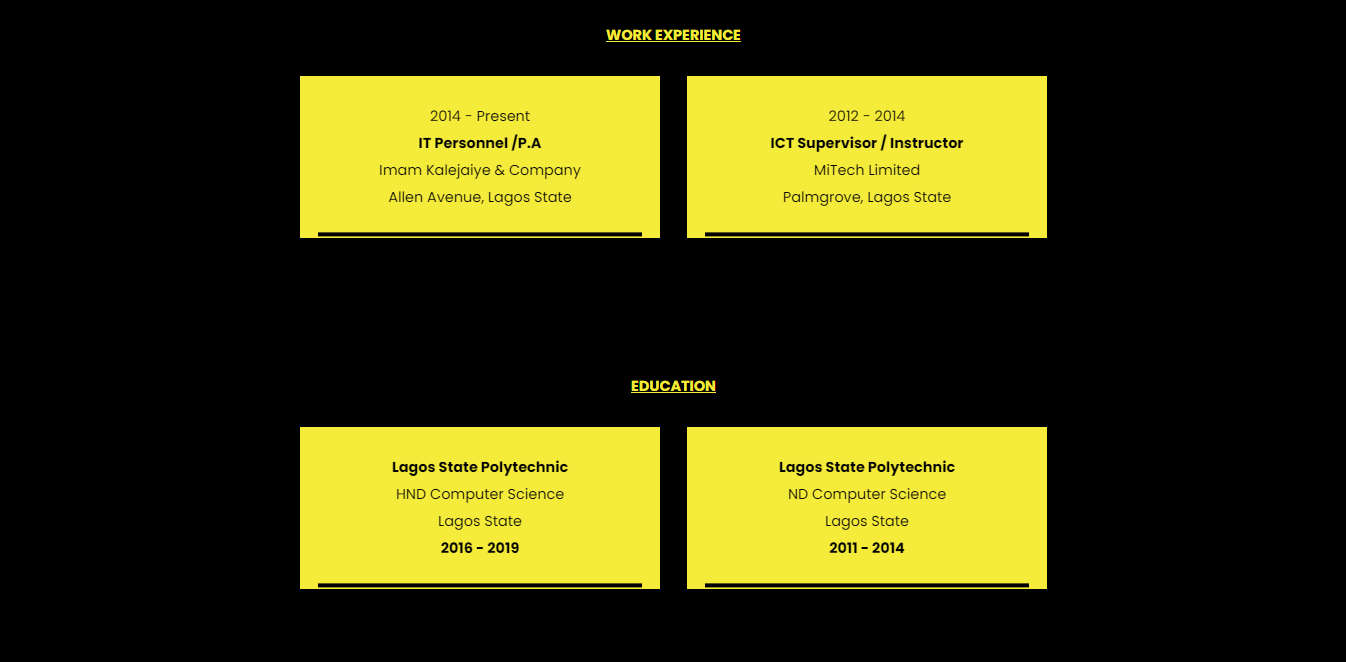 WORK EXPERIENCE
2014 - Present
IT Personnel /P.A
Imam Kalejaiye & Company
Allen Avenue, Lagos State
2012 - 2014
ICT Supervisor / Instructor
MiTech Limited
Palmgrove, Lagos State
EDUCATION
Lagos State Polytechnic
HND Computer Science
Lagos State
2016 - 2019
Lagos State Polytechnic
ND Computer Science
Lagos State
2011 - 2014